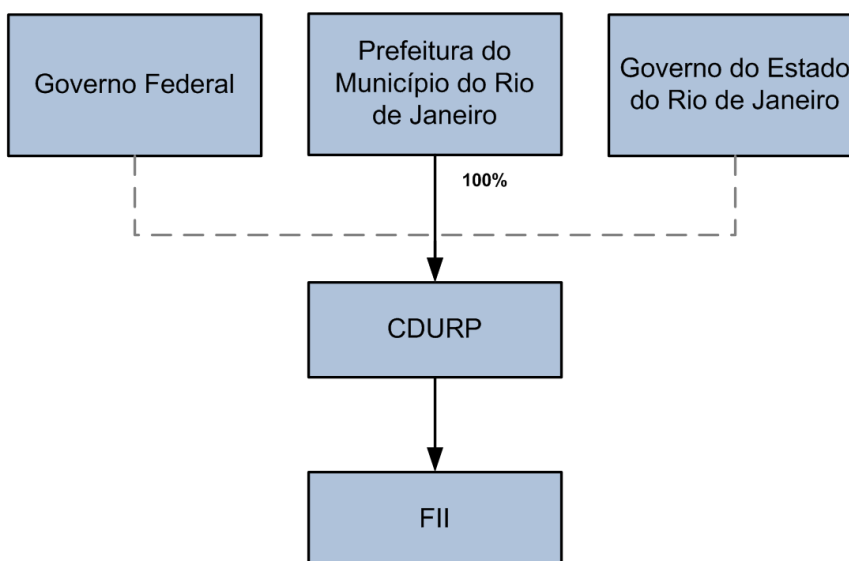 Governo Federal
Prefeitura do
Município do Rio
de Janeiro
Governo do Estado
do Rio de Janeiro
100%
CDURP
FII